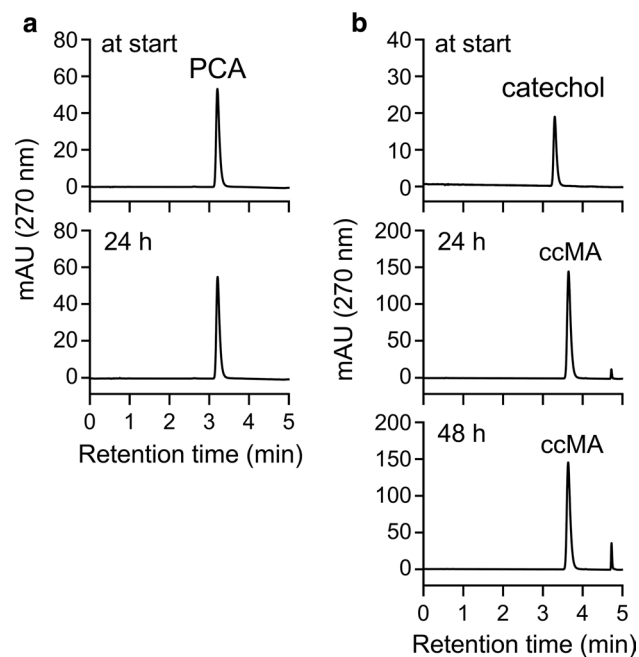 a
at start
PCA
80
60
40
20
0
24 h
80
60
40
20
0
0 1 2 3 4 5
Retention time (min)
mAU (270 nm)
b
at start
catechol
40
30
20
10
0
24 h
ccMA
200
150
100
50
0
48 h
ccMA
200
150
100
50
0
0 1 2 3 4 5
Retention time (min)
mAU (270 nm)